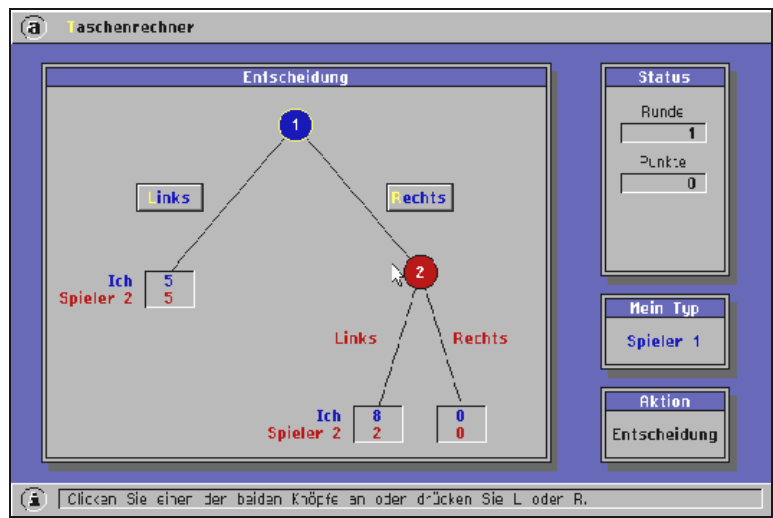 a Taschenrechner
Entscheidung
Status
1
Runde
1
Links
Rechts
Punkte
0
2
Ich 5
Spieler 2 5
Links Rechts
Mein Typ
Spieler 1
Ich 8 0
Spieler 2 2 0
Aktion
Entscheidung
i Clicken Sie einen der beiden Knöpfe an oder drücken Sie L oder R.